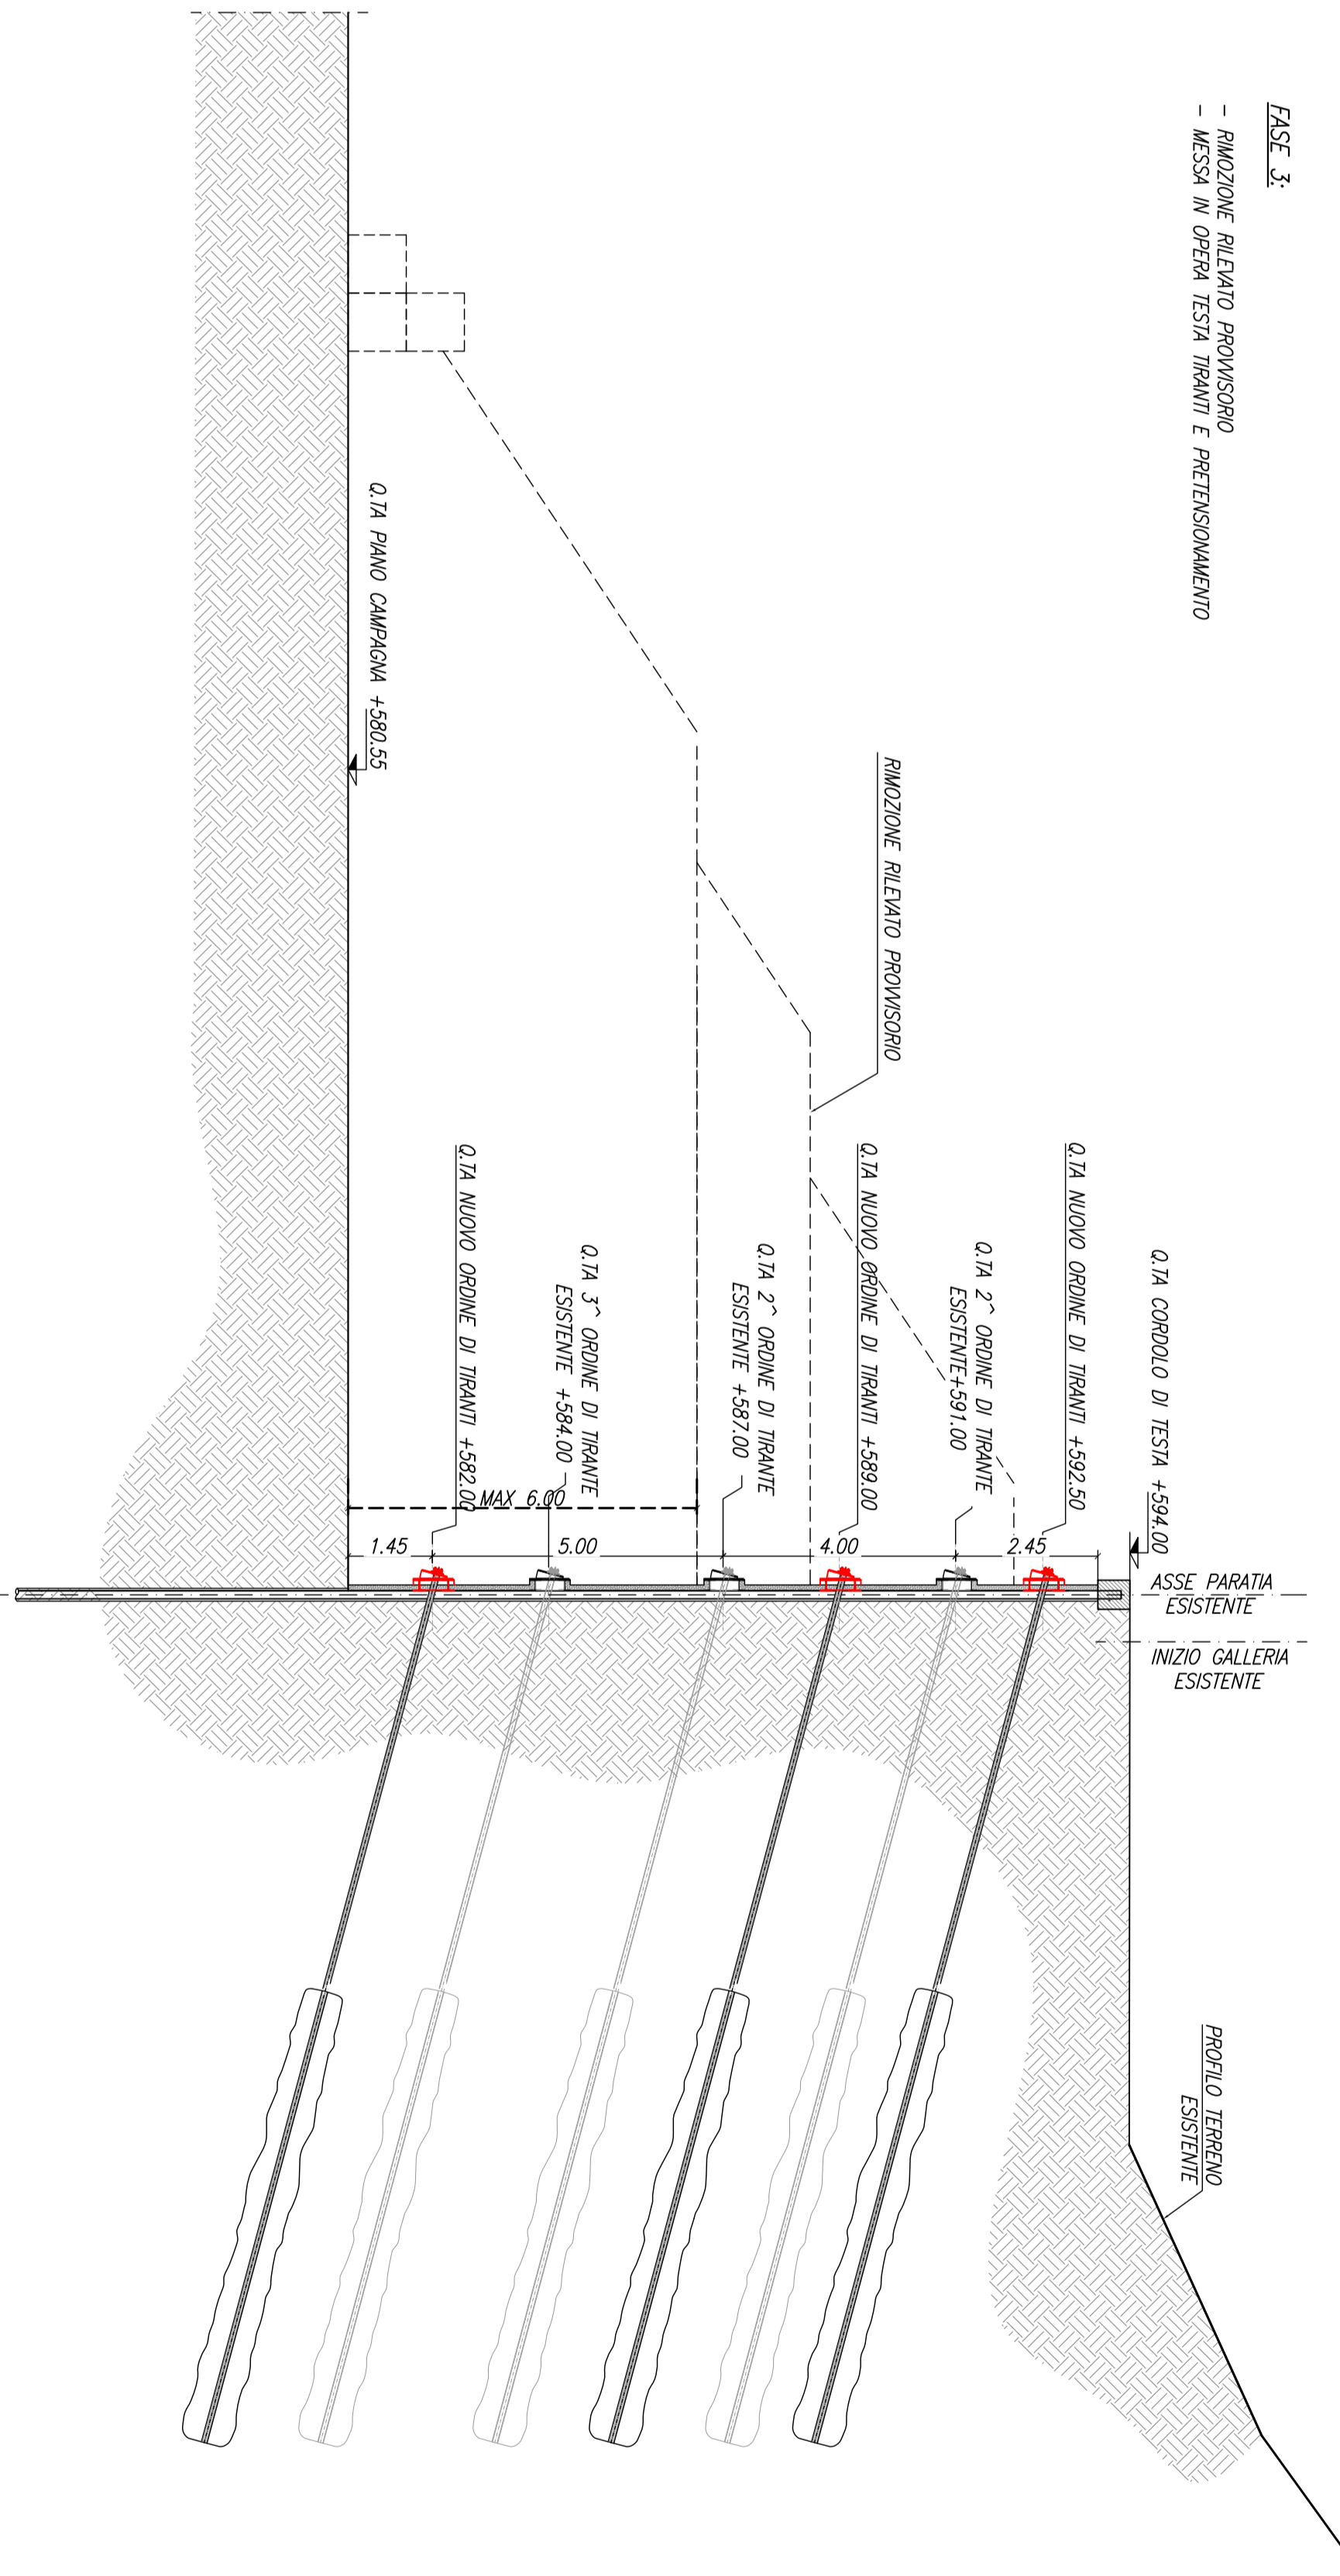 FASE 3:
- RIMOZIONE RILEVATO PROVVISORIO
- MESSA IN OPERA TESTA TIRANTI E PRETENSIONAMENTO
PROFILO TERRENO
ESISTENTE
Q.TA CORDOLO DI TESTA +594.00
ASSE PARATIA
ESISTENTE
INIZIO GALLERIA
ESISTENTE
Q.TA NUOVO ORDINE DI TIRANTI +592.50
Q.TA 2^ ORDINE DI TIRANTE
ESISTENTE+591.00
RIMOZIONE RILEVATO PROVVISORIO
Q.TA NUOVO ORDINE DI TIRANTI +589.00
Q.TA 2^ ORDINE DI TIRANTE
ESISTENTE +587.00
Q.TA 3^ ORDINE DI TIRANTE
ESISTENTE +584.00
Q.TA NUOVO ORDINE DI TIRANTI +582.00
Q.TA PIANO CAMPAGNA +580.55
MAX 6.00
1.45
5.00
4.00
2.45